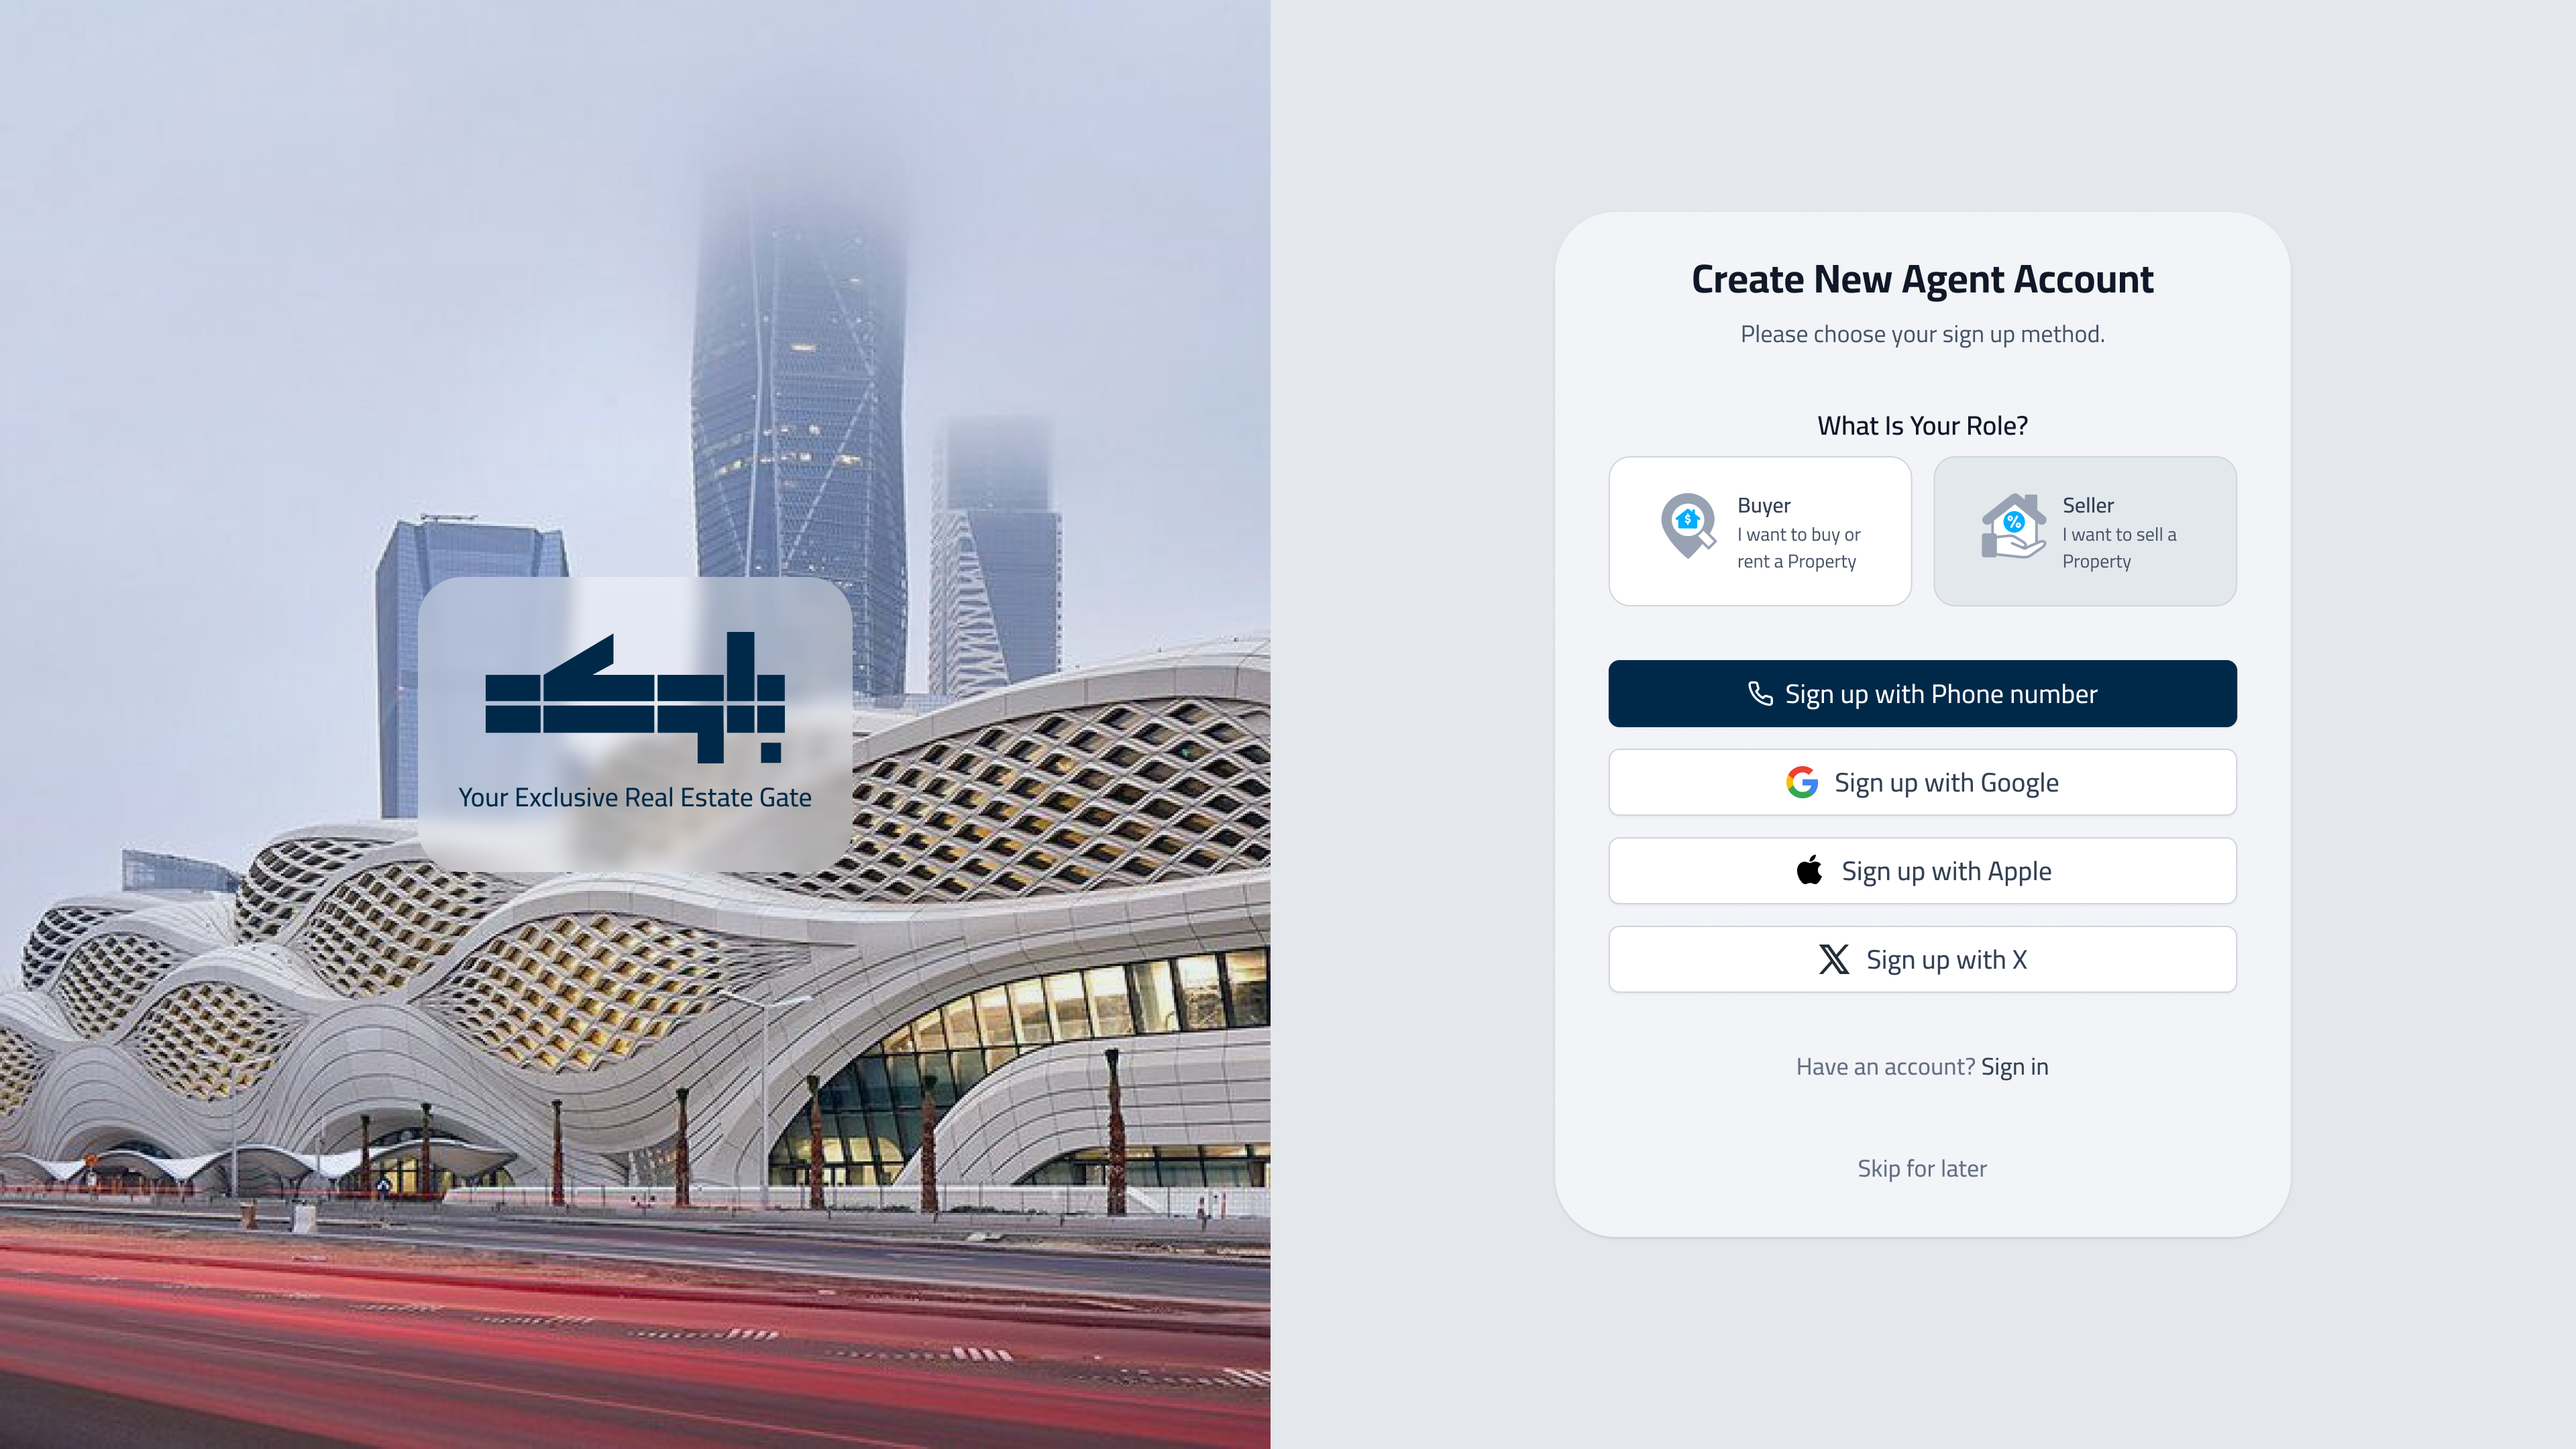 بيتك
Your Exclusive Real Estate Gate
Create New Agent Account
Please choose your sign up method.
What Is Your Role?
Buyer
I want to buy or
rent a Property
Seller
I want to sell a
Property
Sign up with Phone number
Sign up with Google
Sign up with Apple
Sign up with X
Have an account? Sign in
Skip for later